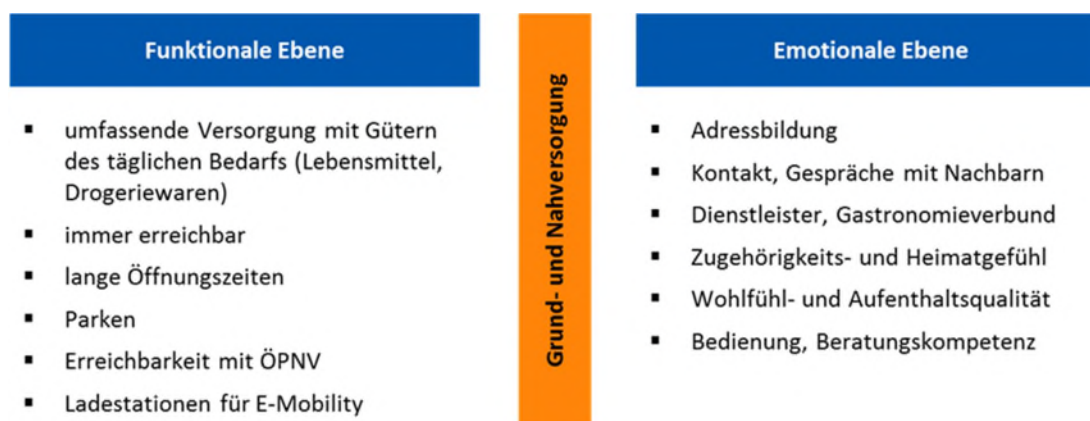 Funktionale Ebene
▪ umfassende Versorgung mit Gütern
des täglichen Bedarfs (Lebensmittel,
Drogeriewaren)
▪ immer erreichbar
▪ lange Öffnungszeiten
▪ Parken
▪ Erreichbarkeit mit ÖPNV
▪ Ladestationen für E-Mobility
Grund- und Nahversorgung
Emotionale Ebene
▪ Adressbildung
▪ Kontakt, Gespräche mit Nachbarn
▪ Dienstleister, Gastronomieverbund
▪ Zugehörigkeits- und Heimatgefühl
▪ Wohlfühl- und Aufenthaltsqualität
▪ Bedienung, Beratungskompetenz